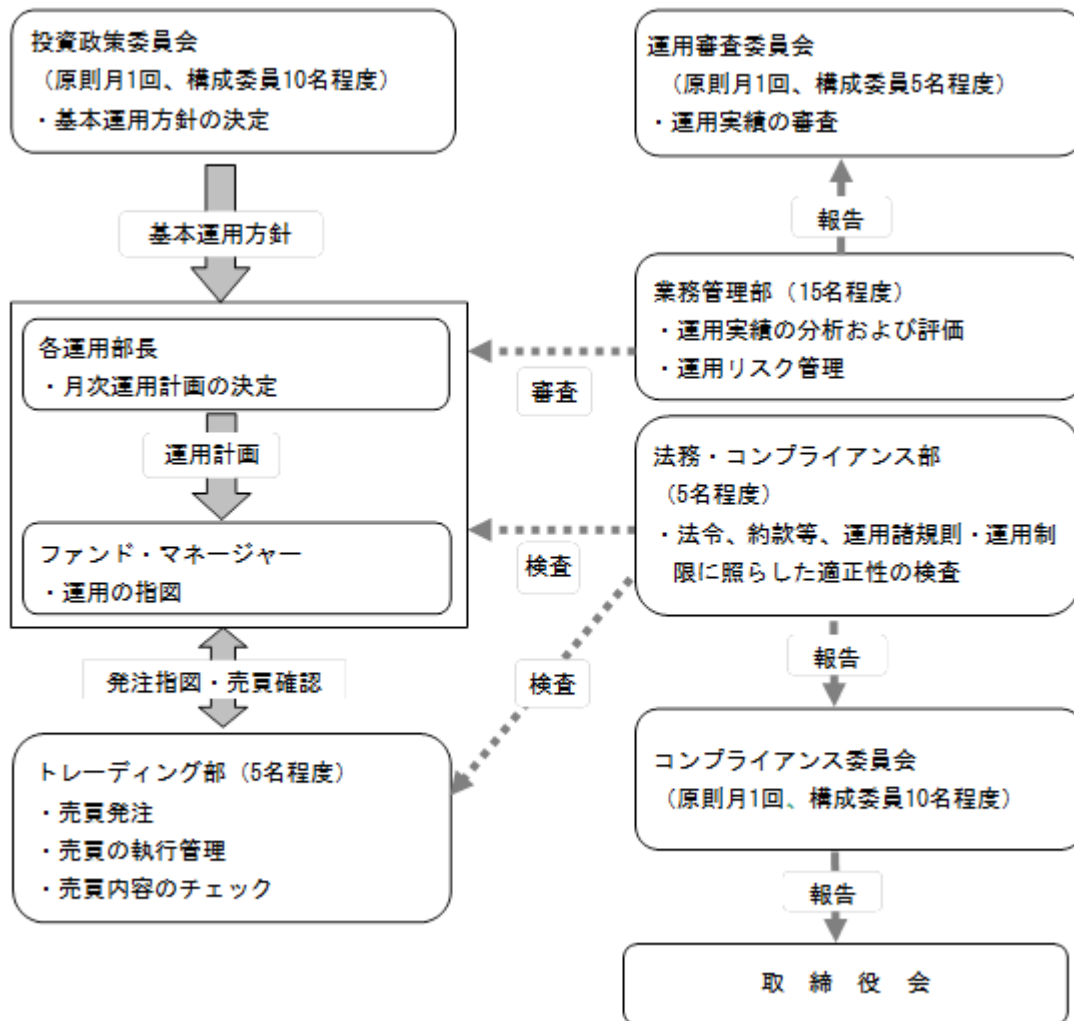 投資政策委員会
（原則月1回、構成委員10名程度）
・基本運用方針の決定
基本運用方針
各運用部長
・月次運用計画の決定
運用計画
ファンド・マネージャー
・運用の指図
発注指図・売買確認
トレーディング部（5名程度）
・売買発注
・売買の執行管理
・売買内容のチェック
運用審査委員会
（原則月1回、構成委員5名程度）
・運用実績の審査
報告
業務管理部（15名程度）
・運用実績の分析および評価
・運用リスク管理
審査
法務・コンプライアンス部
（5名程度）
・法令、約款等、運用諸規則・運用制
限に照らした適正性の検査
検査
検査
報告
コンプライアンス委員会
（原則月1回、構成委員10名程度）
報告
取　締　役　会